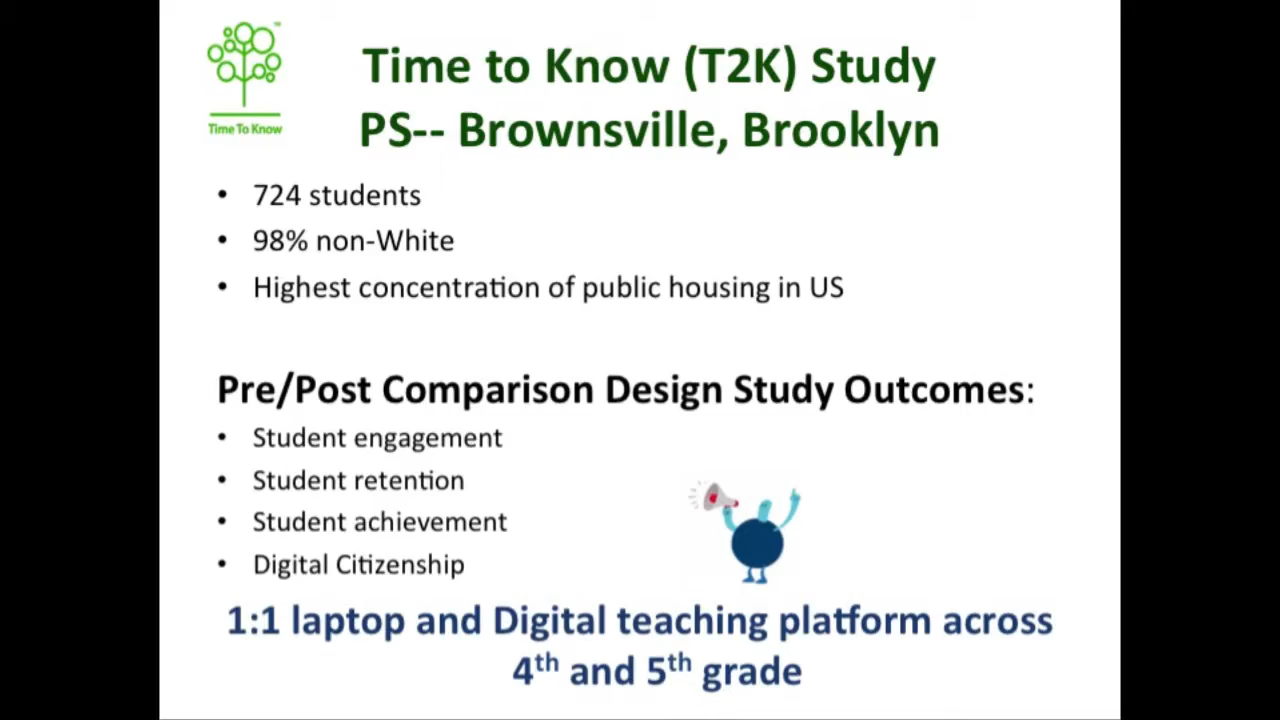 Time To Know
™
Time to Know (T2K) Study
PS-- Brownsville, Brooklyn
• 724 students
• 98% non-White
• Highest concentration of public housing in US
Pre/Post Comparison Design Study Outcomes:
• Student engagement
• Student retention
• Student achievement
• Digital Citizenship
1:1 laptop and Digital teaching platform across
4th and 5th grade